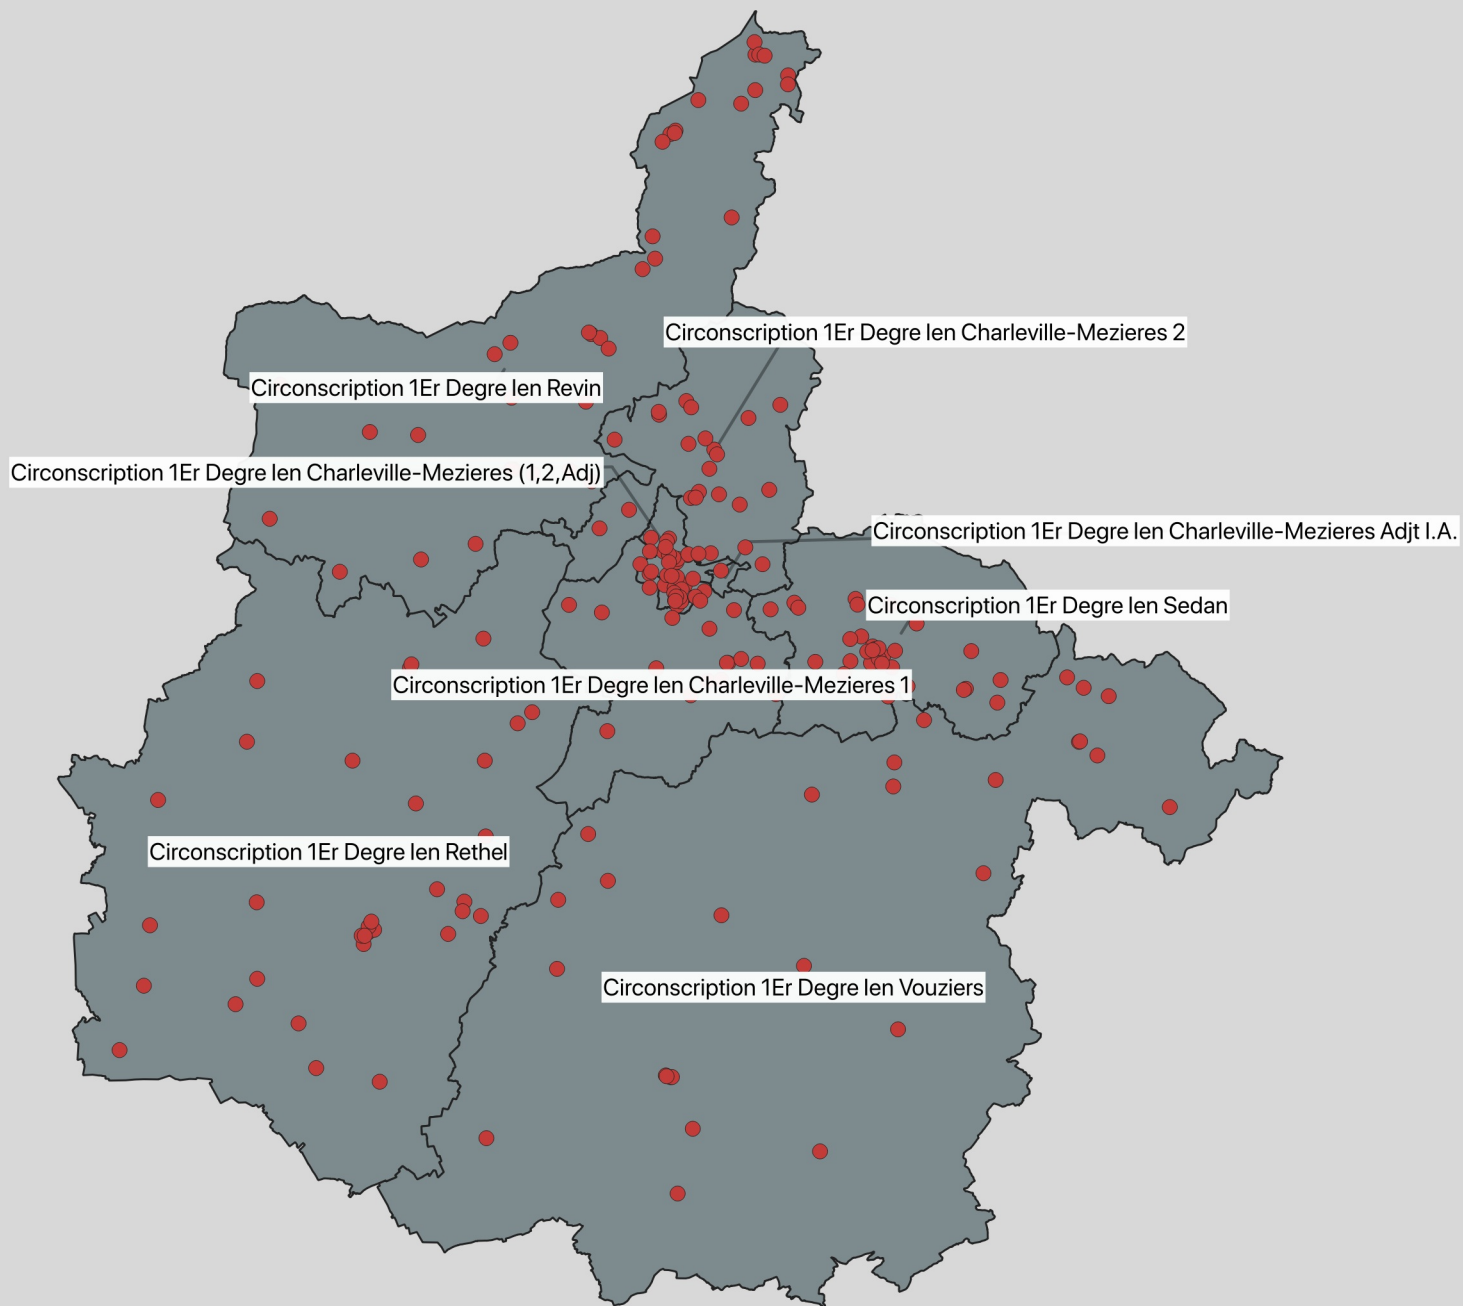 Circonscription 1Er Degre Ien Charleville-Mezieres 2
Circonscription 1Er Degre Ien Revin
Circonscription 1Er Degre Ien Charleville-Mezieres (1,2,Adj)
Circonscription 1Er Degre Ien Charleville-Mezieres Adjt I.A.
Circonscription 1Er Degre Ien Sedan
Circonscription 1Er Degre Ien Charleville-Mezieres 1
Circonscription 1Er Degre Ien Rethel
Circonscription 1Er Degre Ien Vouziers